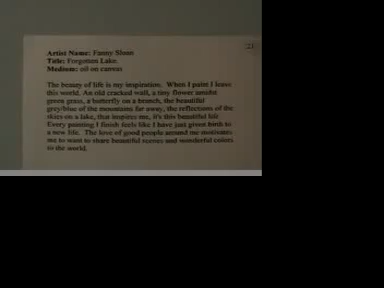 Artist Name: Fanny Shoan
Title: Forgotten Lake
Medium: oil on canvas
The beauty of life is my inspiration. When I paint I leave
this world. An old cracked wall, a tiny flower amidst
green grass, a butterfly on a branch, the beautiful
grey/blue of the mountains far away, the reflections of the
skies on a lake, that inspires me, it's this beautiful life
Every painting I finish feels like I have just given birth to
a new life. The love of good people around me motivates
me to want to share beautiful scenes and wonderful colors
to the world.